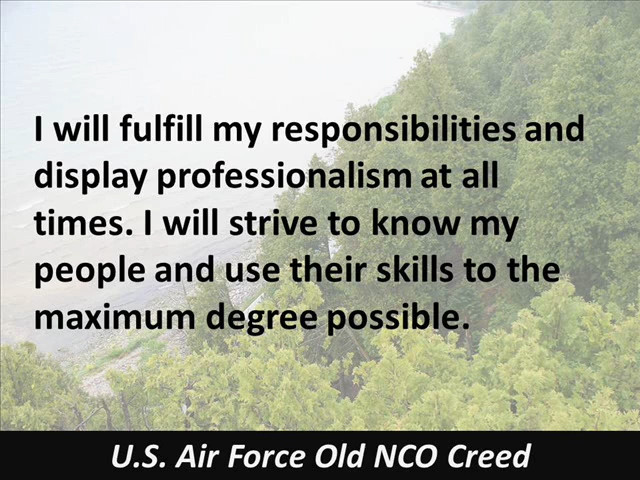 I will fulfill my responsibilities and
display professionalism at all
times. I will strive to know my
people and use their skills to the
maximum degree possible.
U.S. Air Force Old NCO Creed